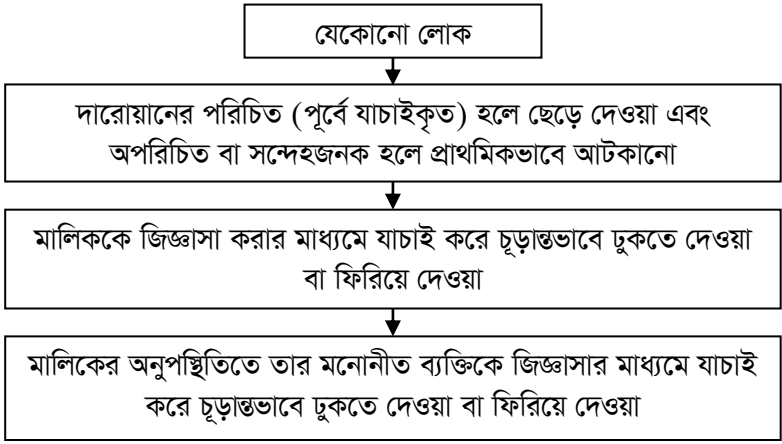 যেকোনো লোক
দারোয়ানের পরিচিত (পূর্বে যাচাইকৃত) হলে ছেড়ে দেওয়া এবং
অপরিচিত বা সন্দেহজনক হলে প্রাথমিকভাবে আটকানো
মালিককে জিজ্ঞাসা করার মাধ্যমে যাচাই করে চূড়ান্তভাবে ঢুকতে দেওয়া
বা ফিরিয়ে দেওয়া
মালিকের অনুপস্থিতিতে তার মনোনীত ব্যক্তিকে জিজ্ঞাসার মাধ্যমে যাচাই
করে চূড়ান্তভাবে ঢুকতে দেওয়া বা ফিরিয়ে দেওয়া